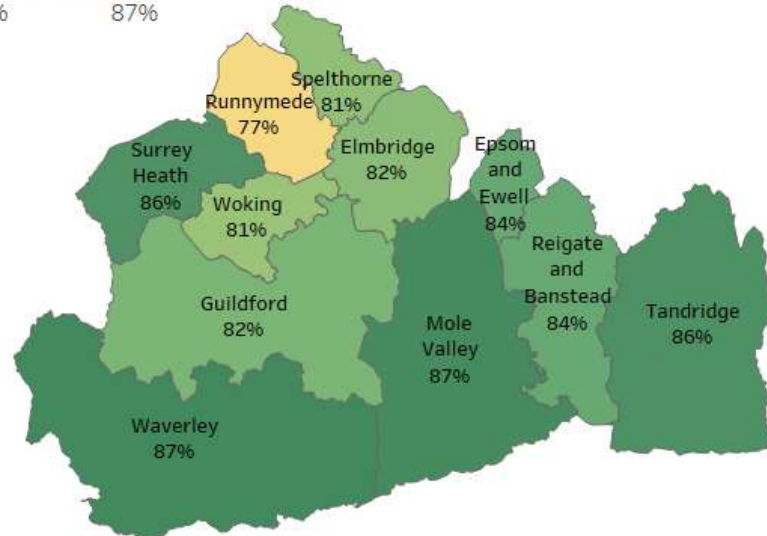 %
87%
Spelthorne
81%
Runnymede
77%
Elmbridge
82%
Epsom
and
Ewell
84%
Surrey
Heath
86%
Woking
81%
Reigate
and
Banstead
84%
Guildford
82%
Mole
Valley
87%
Tandridge
86%
Waverley
87%